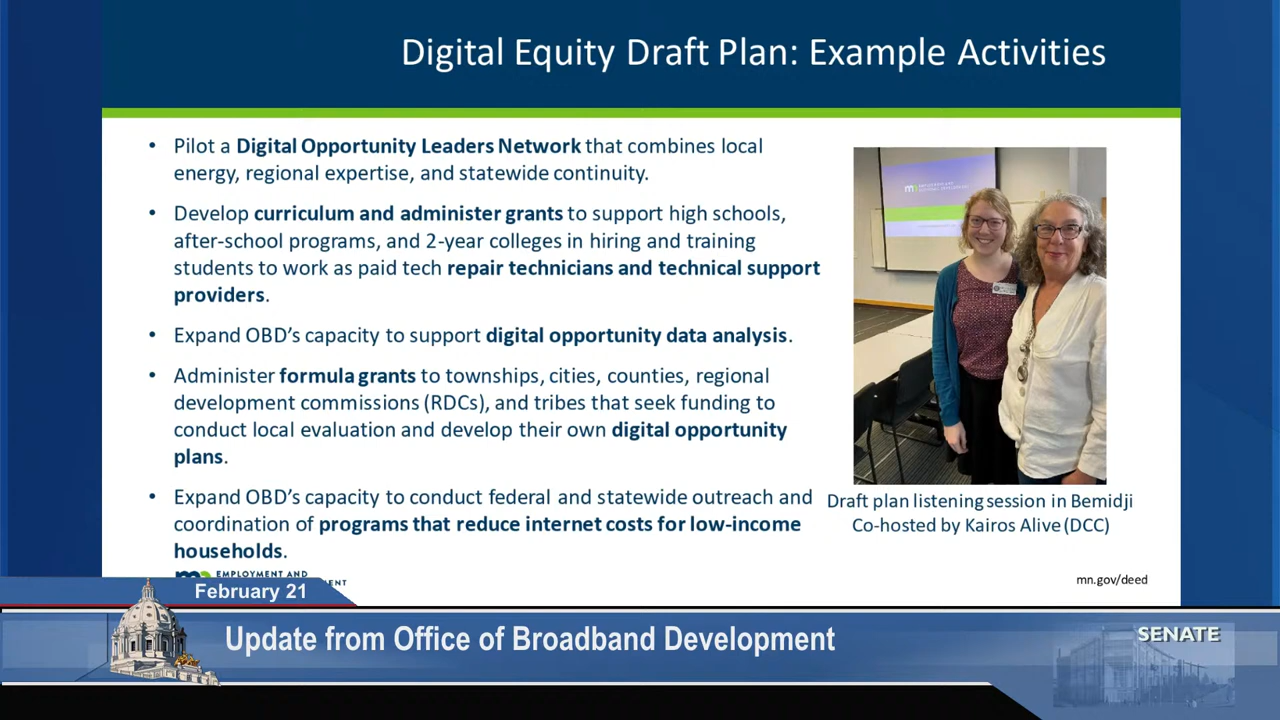 Digital Equity Draft Plan: Example Activities
• Pilot a Digital Opportunity Leaders Network that combines local
energy, regional expertise, and statewide continuity.
• Develop curriculum and administer grants to support high schools,
after-school programs, and 2-year colleges in hiring and training
students to work as paid tech repair technicians and technical support
providers.
• Expand OBD’s capacity to support digital opportunity data analysis.
• Administer formula grants to townships, cities, counties, regional
development commissions (RDCs), and tribes that seek funding to
conduct local evaluation and develop their own digital opportunity
plans.
• Expand OBD’s capacity to conduct federal and statewide outreach and
coordination of programs that reduce internet costs for low-income
households.
Draft plan listening session in Bemidji
Co-hosted by Kairos Alive (DCC)
EMPLOYMENT AND
mn.gov/deed
February 21
Update from Office of Broadband Development
SENATE